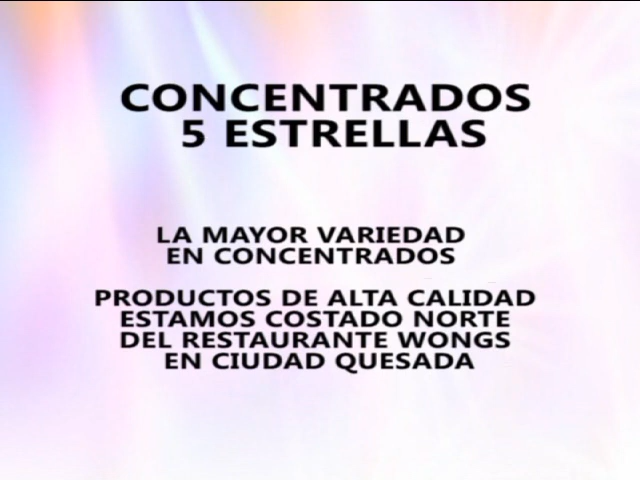 CONCENTRADOS
5 ESTRELLAS
LA MAYOR VARIEDAD
EN CONCENTRADOS
PRODUCTOS DE ALTA CALIDAD
ESTAMOS COSTADO NORTE
DEL RESTAURANTE WONGS
EN CIUDAD QUESADA